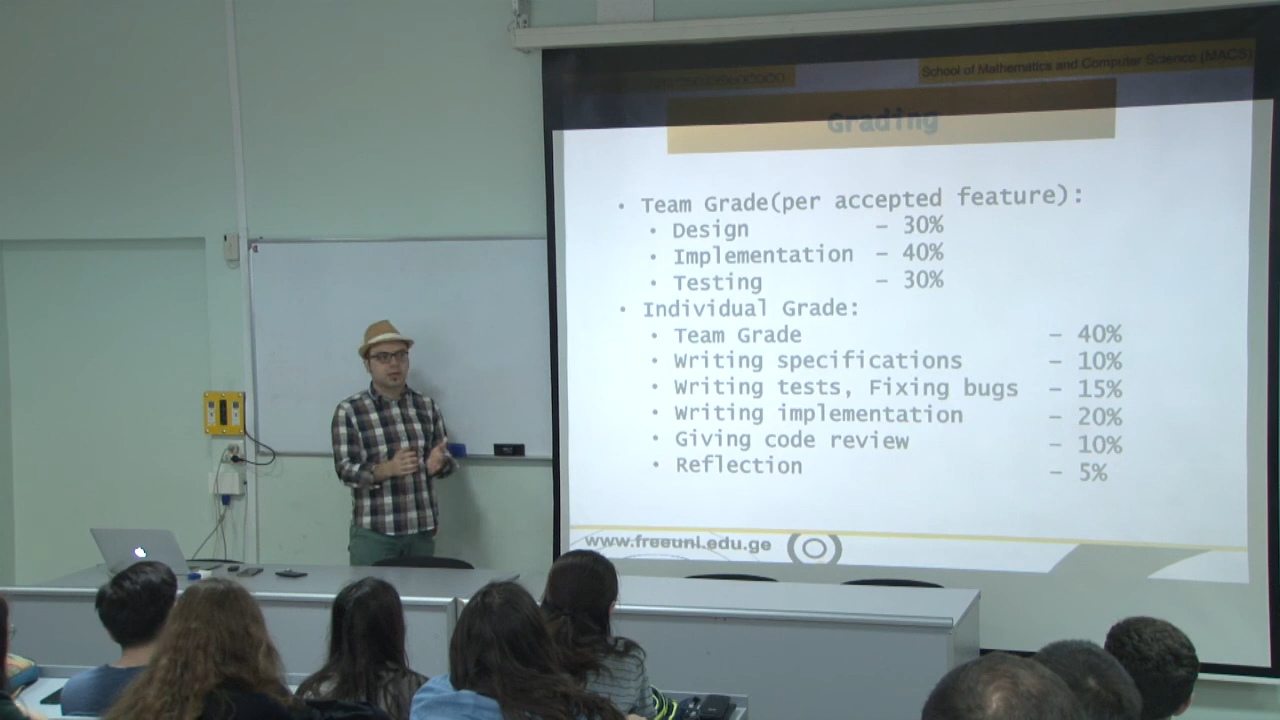 School of Mathematics and Computer Science (MACS)
Grading
• Team Grade(per accepted feature):
• Design – 30%
• Implementation – 40%
• Testing – 30%
• Individual Grade:
• Team Grade – 40%
• Writing specifications – 10%
• Writing tests, Fixing bugs – 15%
• Writing implementation – 20%
• Giving code review – 10%
• Reflection – 5%
www.freeuni.edu.ge